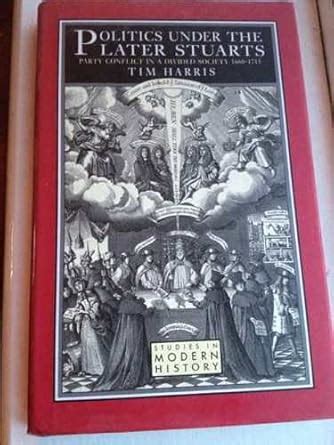 POLITICS UNDER THE
LATER STUARTS
PARTY CONFLICT IN A DIVIDED SOCIETY 1660–1715
TIM HARRIS
STUDIES IN
MODERN
HISTORY